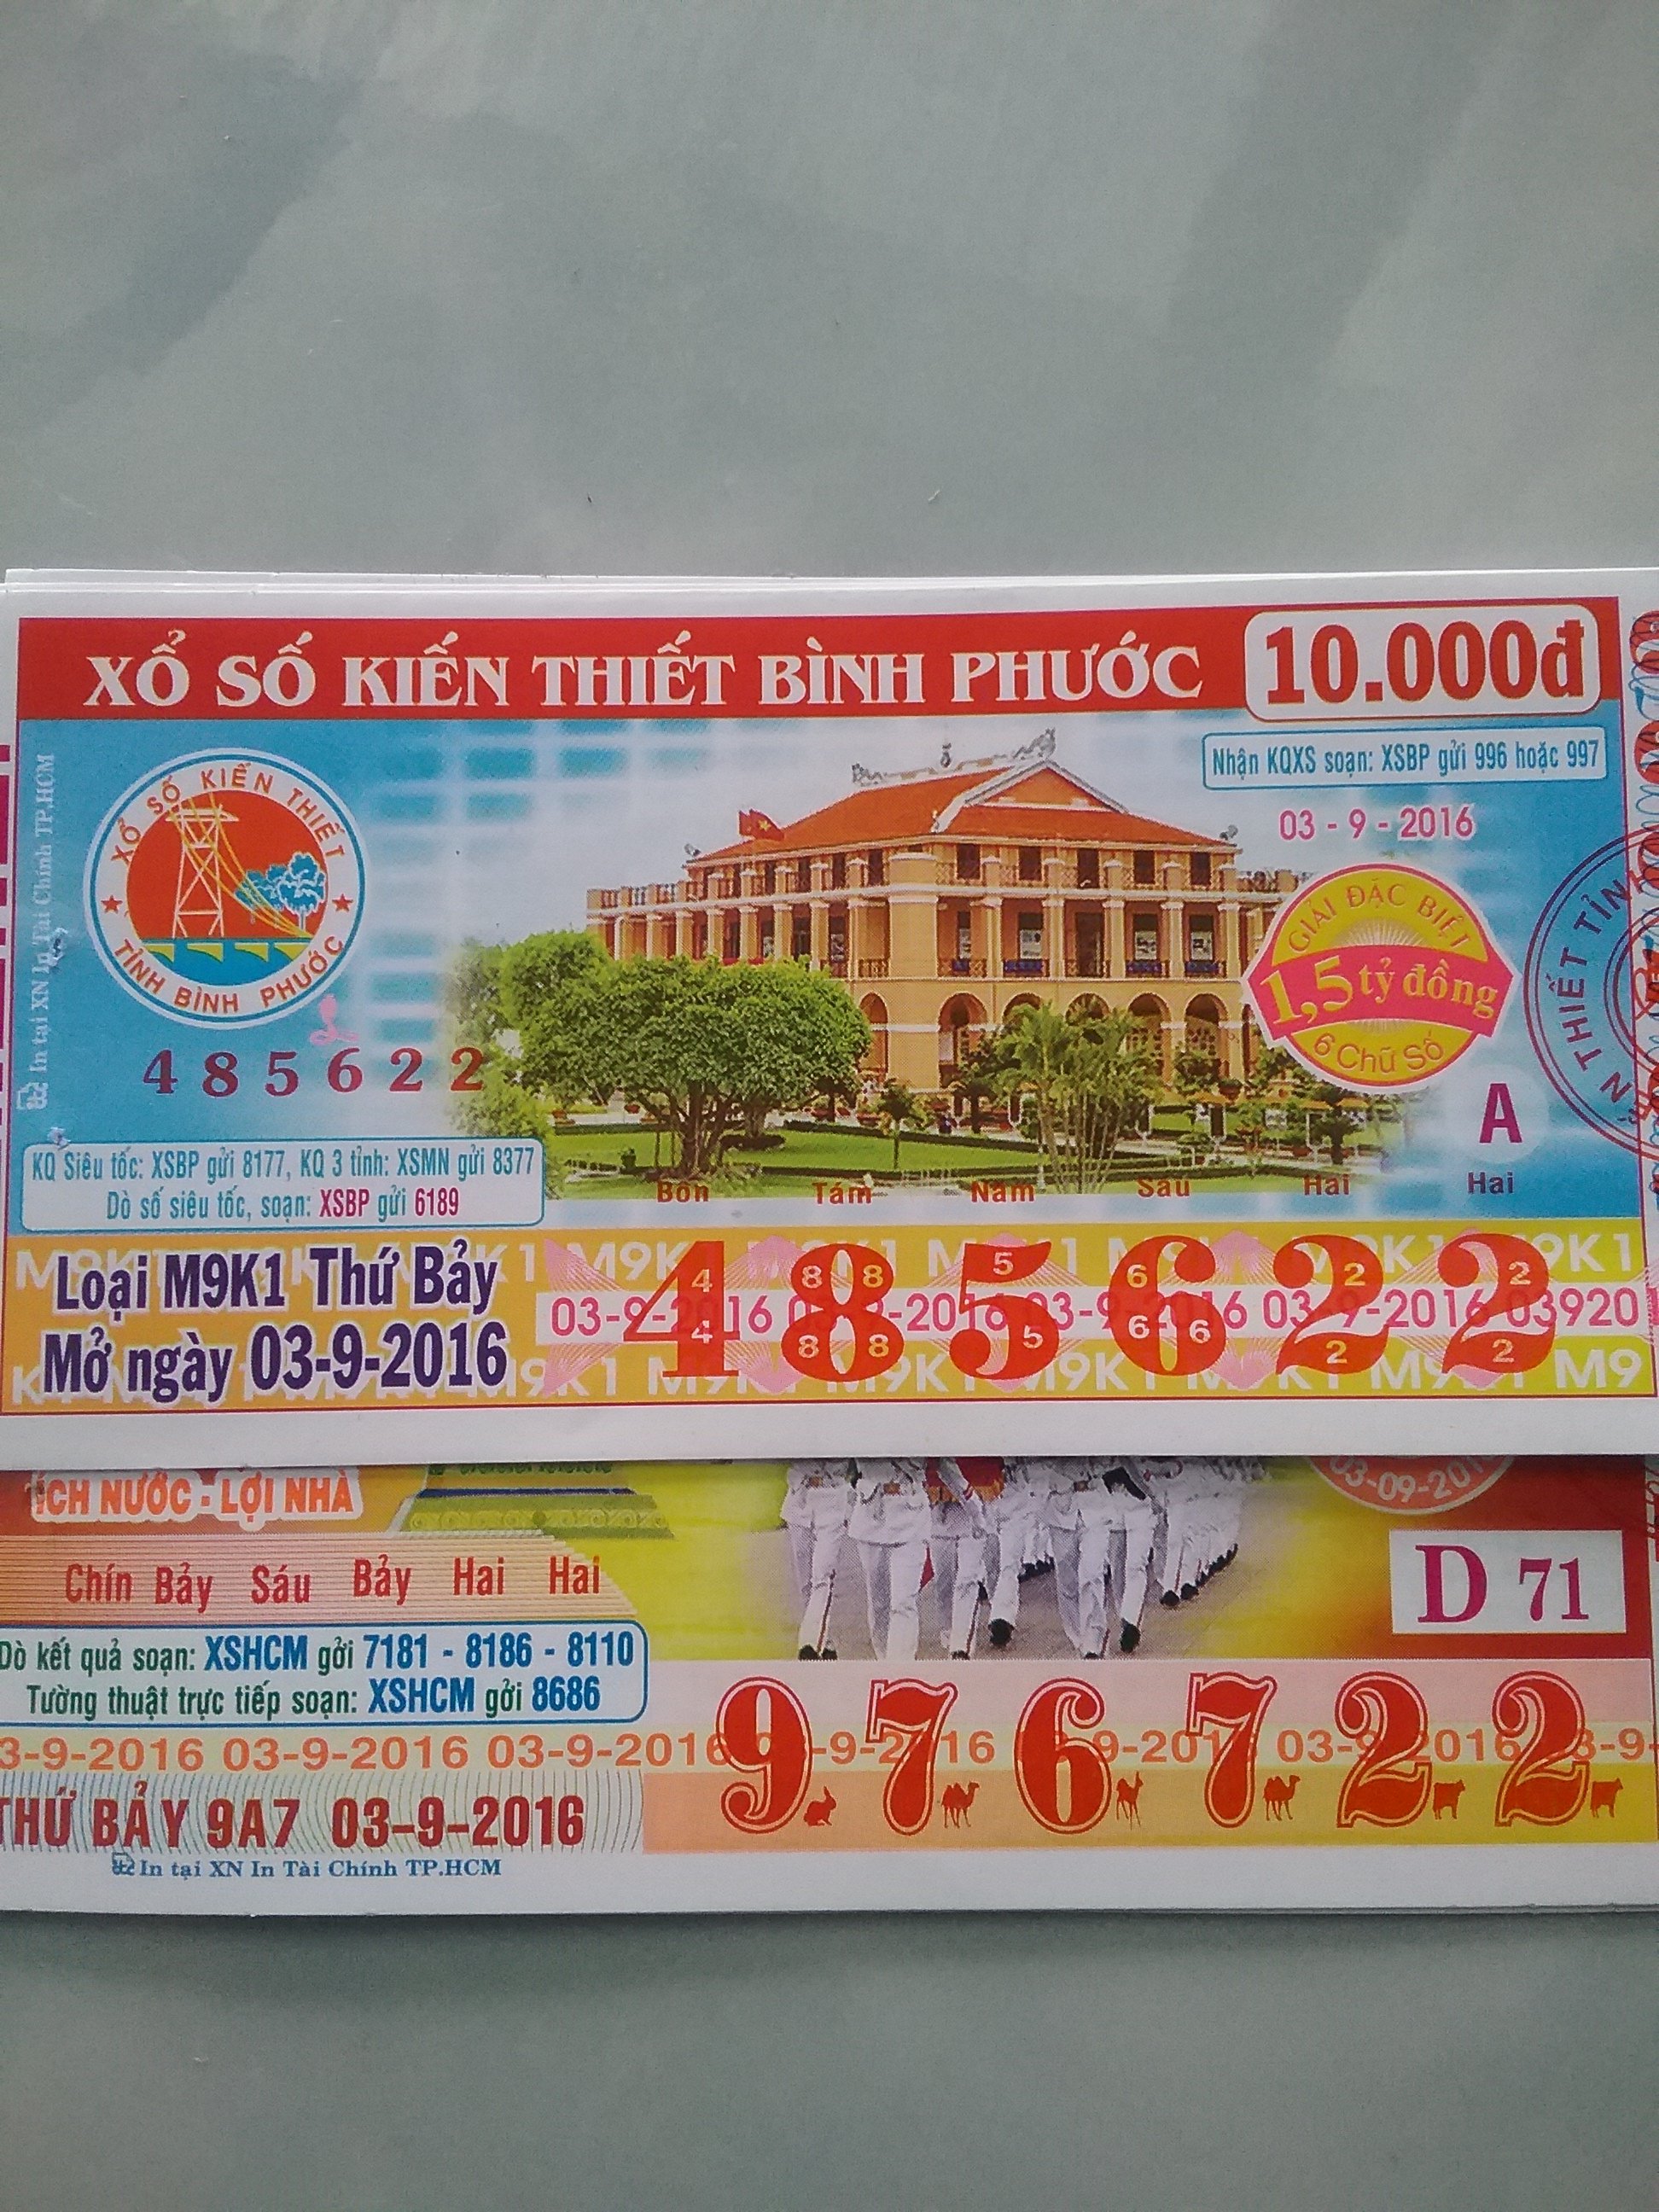 XỔ SỐ KIẾN THIẾT BÌNH PHƯỚC 10.000đ
Nhận KQXS soạn: XSBP gửi 996 hoặc 997
03 - 9 - 2016
XỔ SỐ KIẾN THIẾT
TỈNH BÌNH PHƯỚC
In tại XN In Tài Chính TP.HCM
GIẢI ĐẶC BIỆT
1,5 tỷ đồng
6 Chữ Số
THIẾT TỈNH
485622
A
KQ Siêu tốc: XSBP gửi 8177, KQ 3 tỉnh: XSMN gửi 8377
Dò số siêu tốc, soạn: XSBP gửi 6189
Bốn Tám Năm Sáu Hai Hai
Loại M9K1 Thứ Bảy
Mở ngày 03-9-2016
485622
ÍCH NƯỚC - LỢI NHÀ
03-09-201
Chín Bảy Sáu Bảy Hai Hai
D 71
Dò kết quả soạn: XSHCM gởi 7181 - 8186 - 8110
Tường thuật trực tiếp soạn: XSHCM gởi 8686
3-9-2016 03-9-2016 03-9-2016
976722
THỨ BẢY 9A7 03-9-2016
In tại XN In Tài Chính TP.HCM